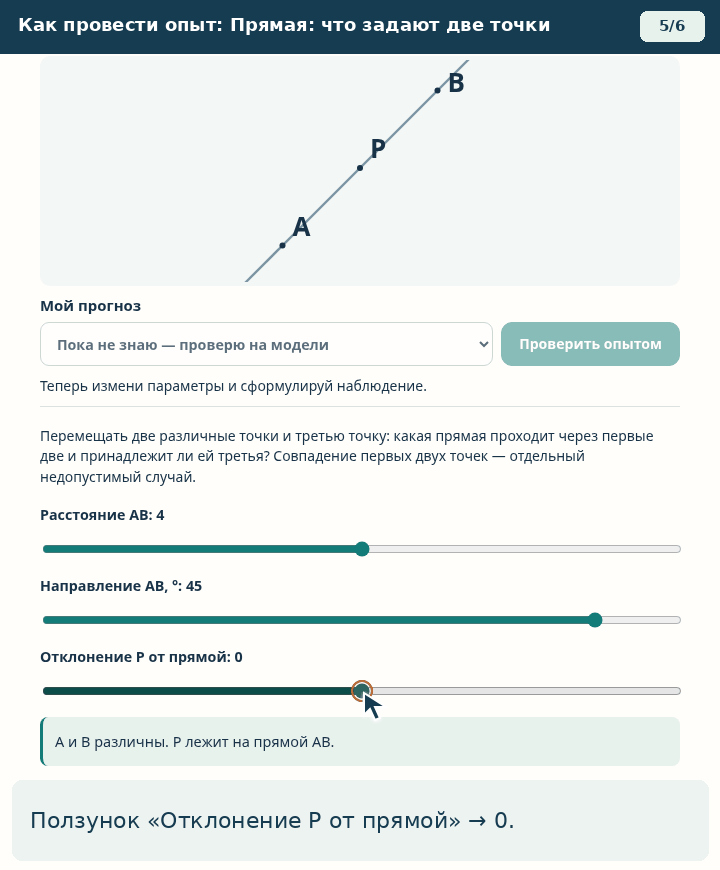 Как провести опыт: Прямая: что задают две точки
5/6
B
P
A
Мой прогноз
Пока не знаю — проверю на модели
Проверить опытом
Теперь измени параметры и сформулируй наблюдение.
Перемещать две различные точки и третью точку: какая прямая проходит через первые
две и принадлежит ли ей третья? Совпадение первых двух точек — отдельный
недопустимый случай.
Расстояние AB: 4
Направление AB, °: 45
Отклонение P от прямой: 0
A и B различны. P лежит на прямой AB.
Ползунок «Отклонение P от прямой» → 0.